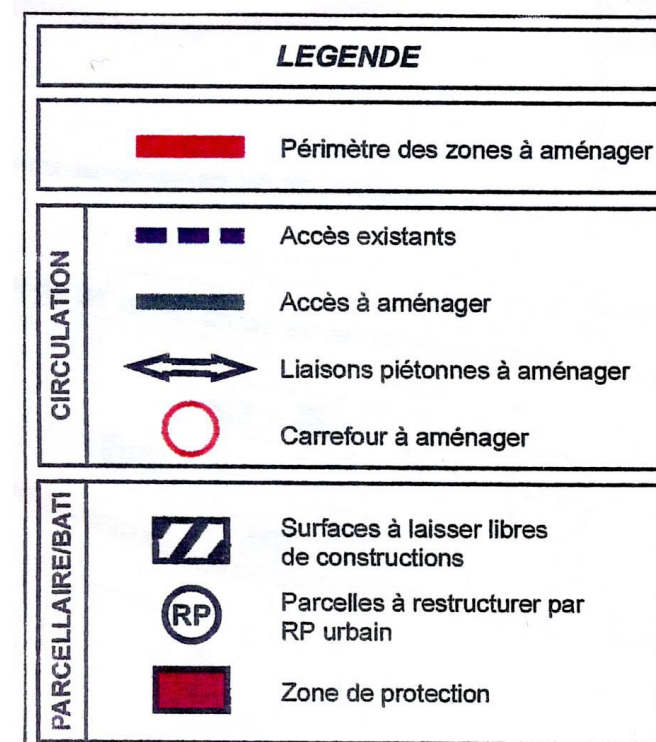 LEGENDE
Périmètre des zones à aménager
CIRCULATION
Accès existants
Accès à aménager
Liaisons piétonnes à aménager
Carrefour à aménager
PARCELLAIRE/BATI
Surfaces à laisser libres
de constructions
RP
Parcelles à restructurer par
RP urbain
Zone de protection